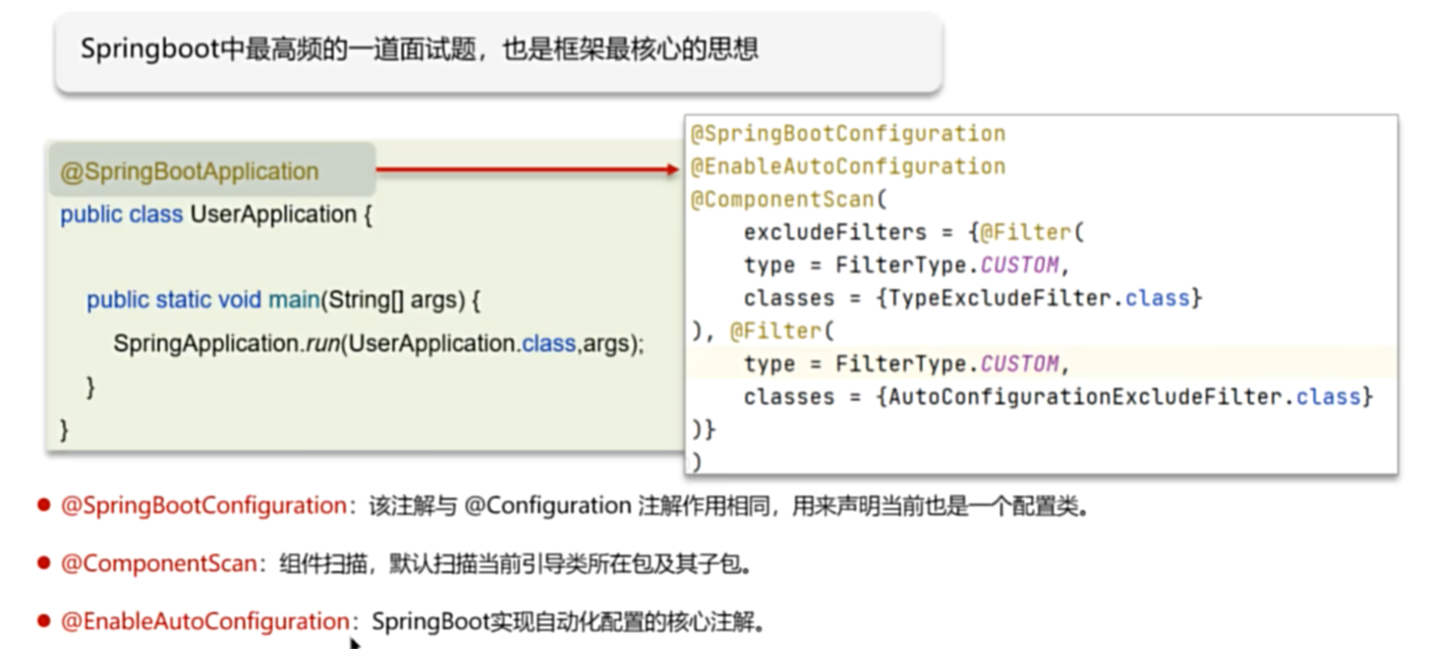 Springboot中最高频的一道面试题，也是框架最核心的思想
@SpringBootApplication
public class UserApplication {
public static void main(String[] args) {
SpringApplication.run(UserApplication.class,args);
}
}
@SpringBootConfiguration
@EnableAutoConfiguration
@ComponentScan(
excludeFilters = {@Filter(
type = FilterType.CUSTOM,
classes = {TypeExcludeFilter.class}
), @Filter(
type = FilterType.CUSTOM,
classes = {AutoConfigurationExcludeFilter.class}
)}
)
@SpringBootConfiguration：该注解与 @Configuration 注解作用相同，用来声明当前也是一个配置类。
@ComponentScan：组件扫描，默认扫描当前引导类所在包及其子包。
@EnableAutoConfiguration：SpringBoot实现自动化配置的核心注解。